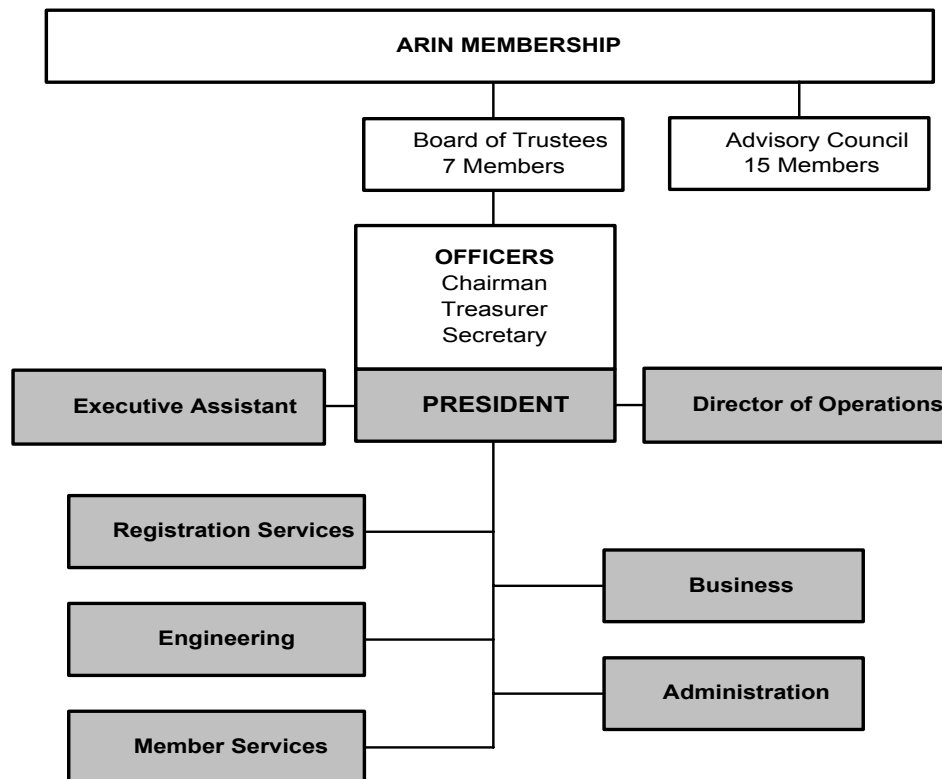 ARIN MEMBERSHIP
Board of Trustees
7 Members
Advisory Council
15 Members
OFFICERS
Chairman
Treasurer
Secretary
Executive Assistant
PRESIDENT
Director of Operations
Registration Services
Business
Engineering
Administration
Member Services